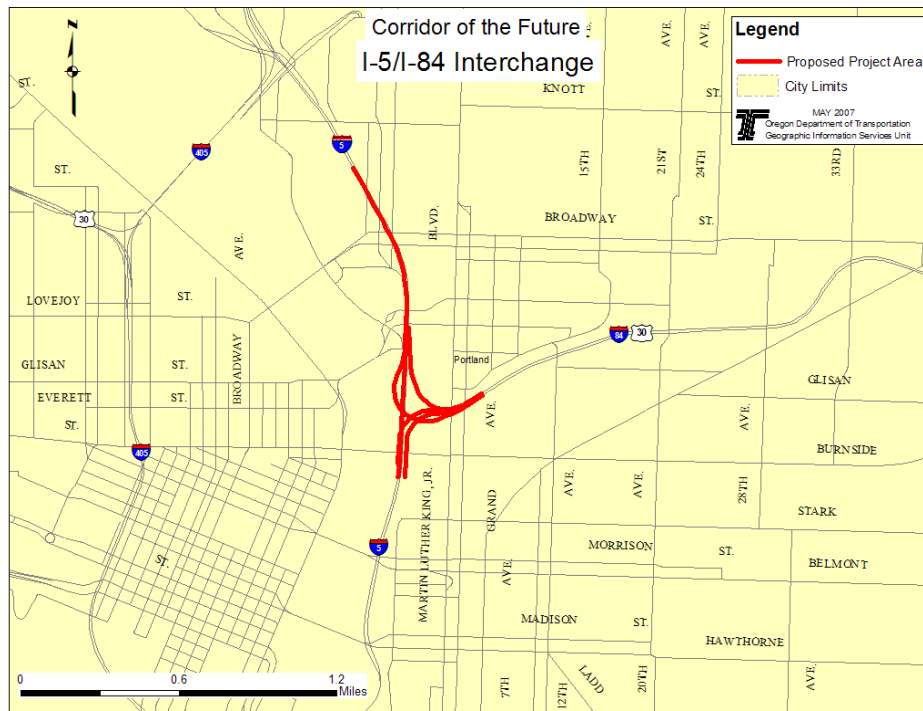 Corridor of the Future
I-5/I-84 Interchange
Legend
Proposed Project Area
City Limits
MAY 2007
Oregon Department of Transportation
Geographic Information Services Unit
N
ST.
AVE.
AVE.
AVE.
KNOTT
ST.
405
5
15TH
21ST
24TH
33RD
ST.
30
BLVD.
BROADWAY
ST.
AVE.
LOVEJOY
ST.
84
30
Portland
GLISAN
ST.
BROADWAY
GLISAN
EVERETT
ST.
ST.
AVE.
AVE.
405
BURNSIDE
AVE.
AVE.
28TH
MARTIN LUTHER KING, JR.
GRAND
STARK
5
MORRISON
ST.
ST.
BELMONT
AVE.
MADISON
ST.
HAWTHORNE
LADD
7TH
12TH
20TH
AVE.
0
0.6
1.2
Miles